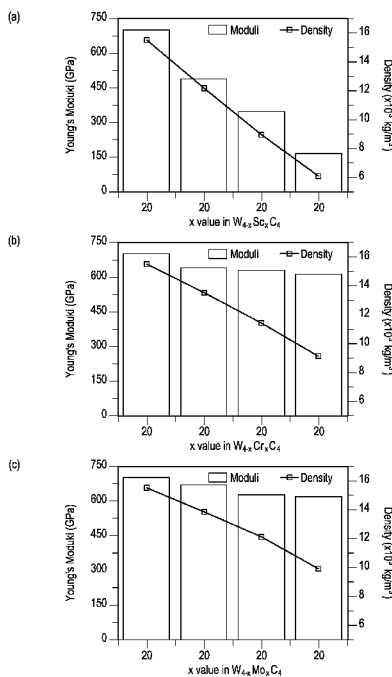 (a)
Young's Moduki (GPa)
750
600
450
300
150
0
Moduli
Density
16
14
12
10
8
6
Density (x10³ kg/m³)
20 20 20 20
x value in W₄₋ₓScₓC₄
(b)
Young's Moduki (GPa)
750
600
450
300
150
0
Moduli
Density
16
14
12
10
8
6
Density (x10³ kg/m³)
20 20 20 20
x value in W₄₋ₓCrₓC₄
(c)
Young's Moduki (GPa)
750
600
450
300
150
0
Moduli
Density
16
14
12
10
8
6
Density (x10³ kg/m³)
20 20 20 20
x value in W₄₋ₓMoₓC₄